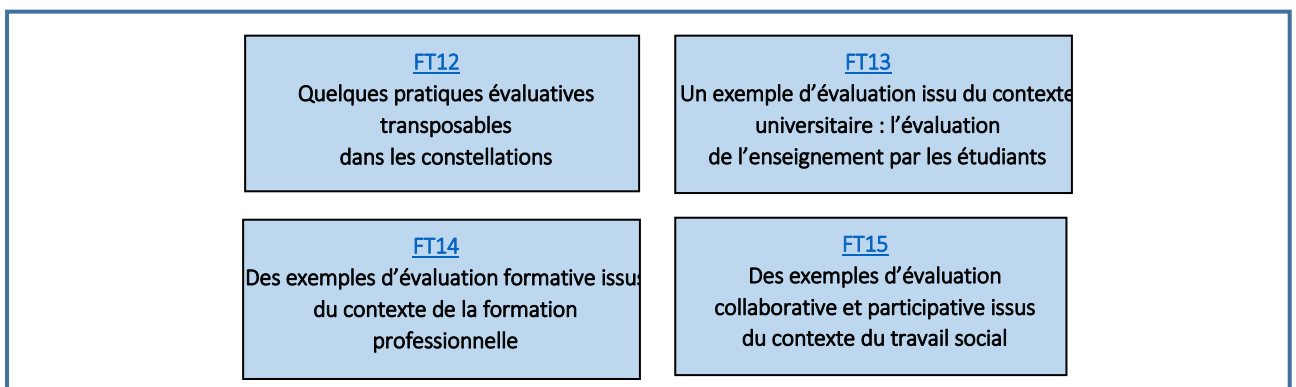 FT12
Quelques pratiques évaluatives
transposables
dans les constellations
FT13
Un exemple d’évaluation issu du contexte
universitaire : l’évaluation
de l’enseignement par les étudiants
FT14
Des exemples d’évaluation formative issus
du contexte de la formation
professionnelle
FT15
Des exemples d’évaluation
collaborative et participative issus
du contexte du travail social